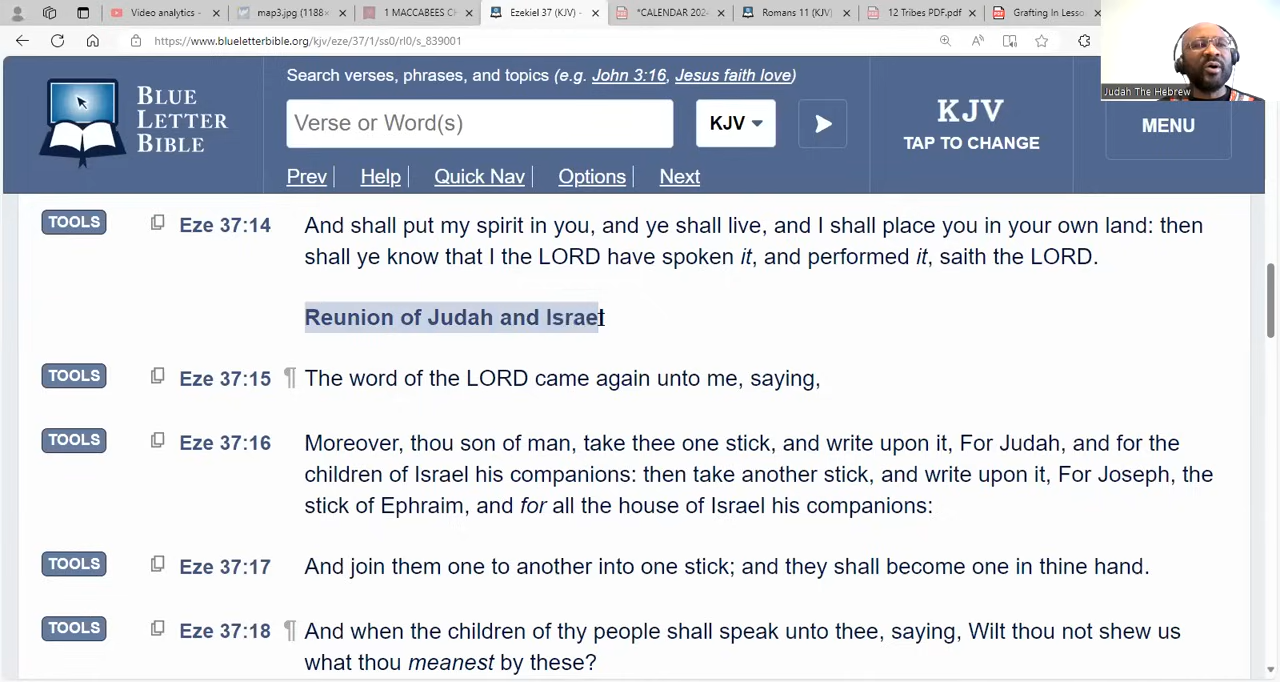 Video analytics -
map3.jpg (1188×
1 MACCABEES C
Ezekiel 37 (KJV) -
*CALENDAR 202
Romans 11 (KJV)
12 Tribes PDF.pdf
Grafting In Lesso
https://www.blueletterbible.org/kjv/eze/37/1/ss0/rl0/s_839001
Judah The Hebrew
BLUE
LETTER
BIBLE
Search verses, phrases, and topics (e.g. John 3:16, Jesus faith love)
Verse or Word(s)
KJV
KJV
TAP TO CHANGE
MENU
Prev Help Quick Nav Options Next
TOOLS Eze 37:14 And shall put my spirit in you, and ye shall live, and I shall place you in your own land: then
shall ye know that I the LORD have spoken it, and performed it, saith the LORD.
Reunion of Judah and Israel
TOOLS Eze 37:15 ¶ The word of the LORD came again unto me, saying,
TOOLS Eze 37:16 Moreover, thou son of man, take thee one stick, and write upon it, For Judah, and for the
children of Israel his companions: then take another stick, and write upon it, For Joseph, the
stick of Ephraim, and for all the house of Israel his companions:
TOOLS Eze 37:17 And join them one to another into one stick; and they shall become one in thine hand.
TOOLS Eze 37:18 ¶ And when the children of thy people shall speak unto thee, saying, Wilt thou not shew us
what thou meanest by these?